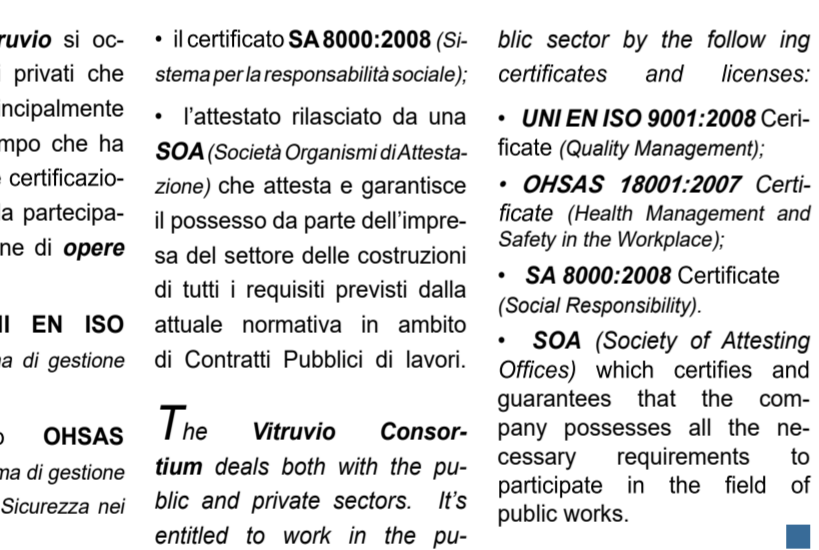 ruvio si oc-
i privati che
ncipalmente
mpo che ha
e certificazio-
la partecipa-
ne di opere
NI EN ISO
na di gestione
o OHSAS
ma di gestione
Sicurezza nei
• il certificato SA 8000:2008 (Si-
stema per la responsabilità sociale);
• l'attestato rilasciato da una
SOA (Società Organismi di Attesta-
zione) che attesta e garantisce
il possesso da parte dell'impre-
sa del settore delle costruzioni
di tutti i requisiti previsti dalla
attuale normativa in ambito
di Contratti Pubblici di lavori.
The Vitruvio Consor-
tium deals both with the pu-
blic and private sectors. It's
entitled to work in the pu-
blic sector by the follow ing
certificates and licenses:
• UNI EN ISO 9001:2008 Ceri-
ficate (Quality Management);
• OHSAS 18001:2007 Certi-
ficate (Health Management and
Safety in the Workplace);
• SA 8000:2008 Certificate
(Social Responsibility).
• SOA (Society of Attesting
Offices) which certifies and
guarantees that the com-
pany possesses all the ne-
cessary requirements to
participate in the field of
public works.